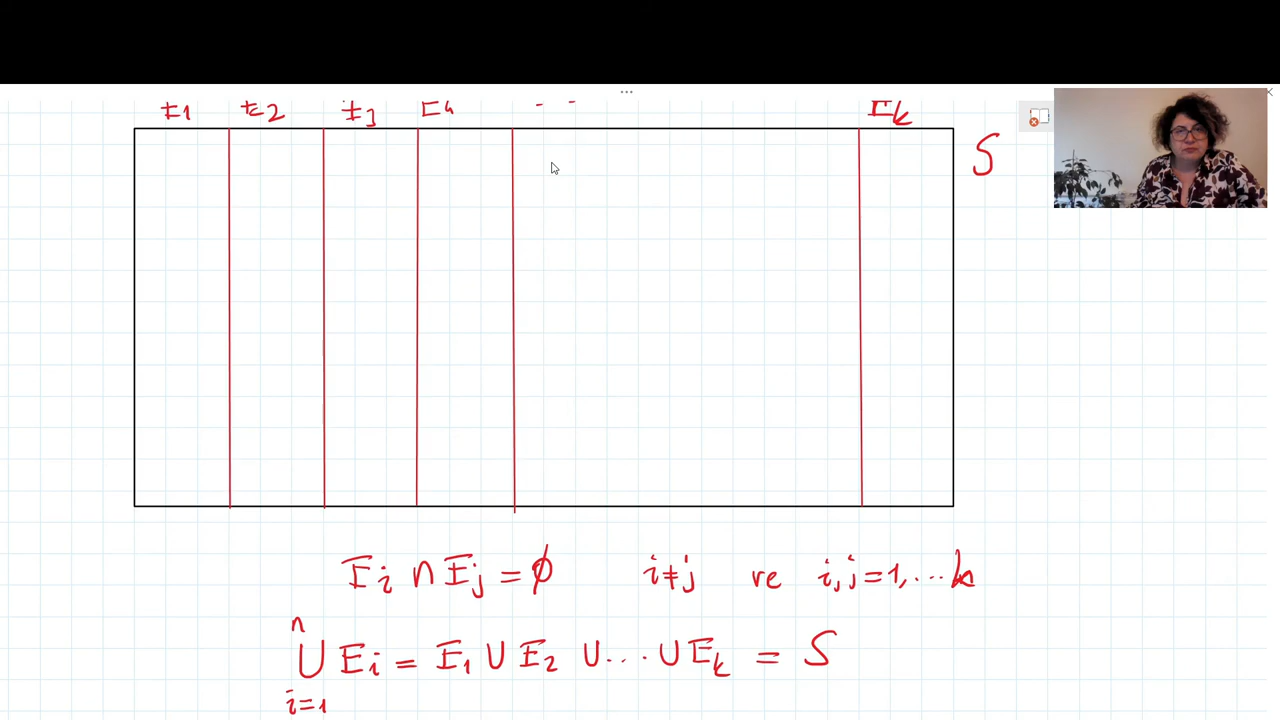 E1 E2 E3 E4 ... Ek
S
Ei ∩ Ej = ∅ i≠j ve i,j=1,...k
n
∪ Ei = E1 ∪ E2 ∪...∪ Ek = S
i=1